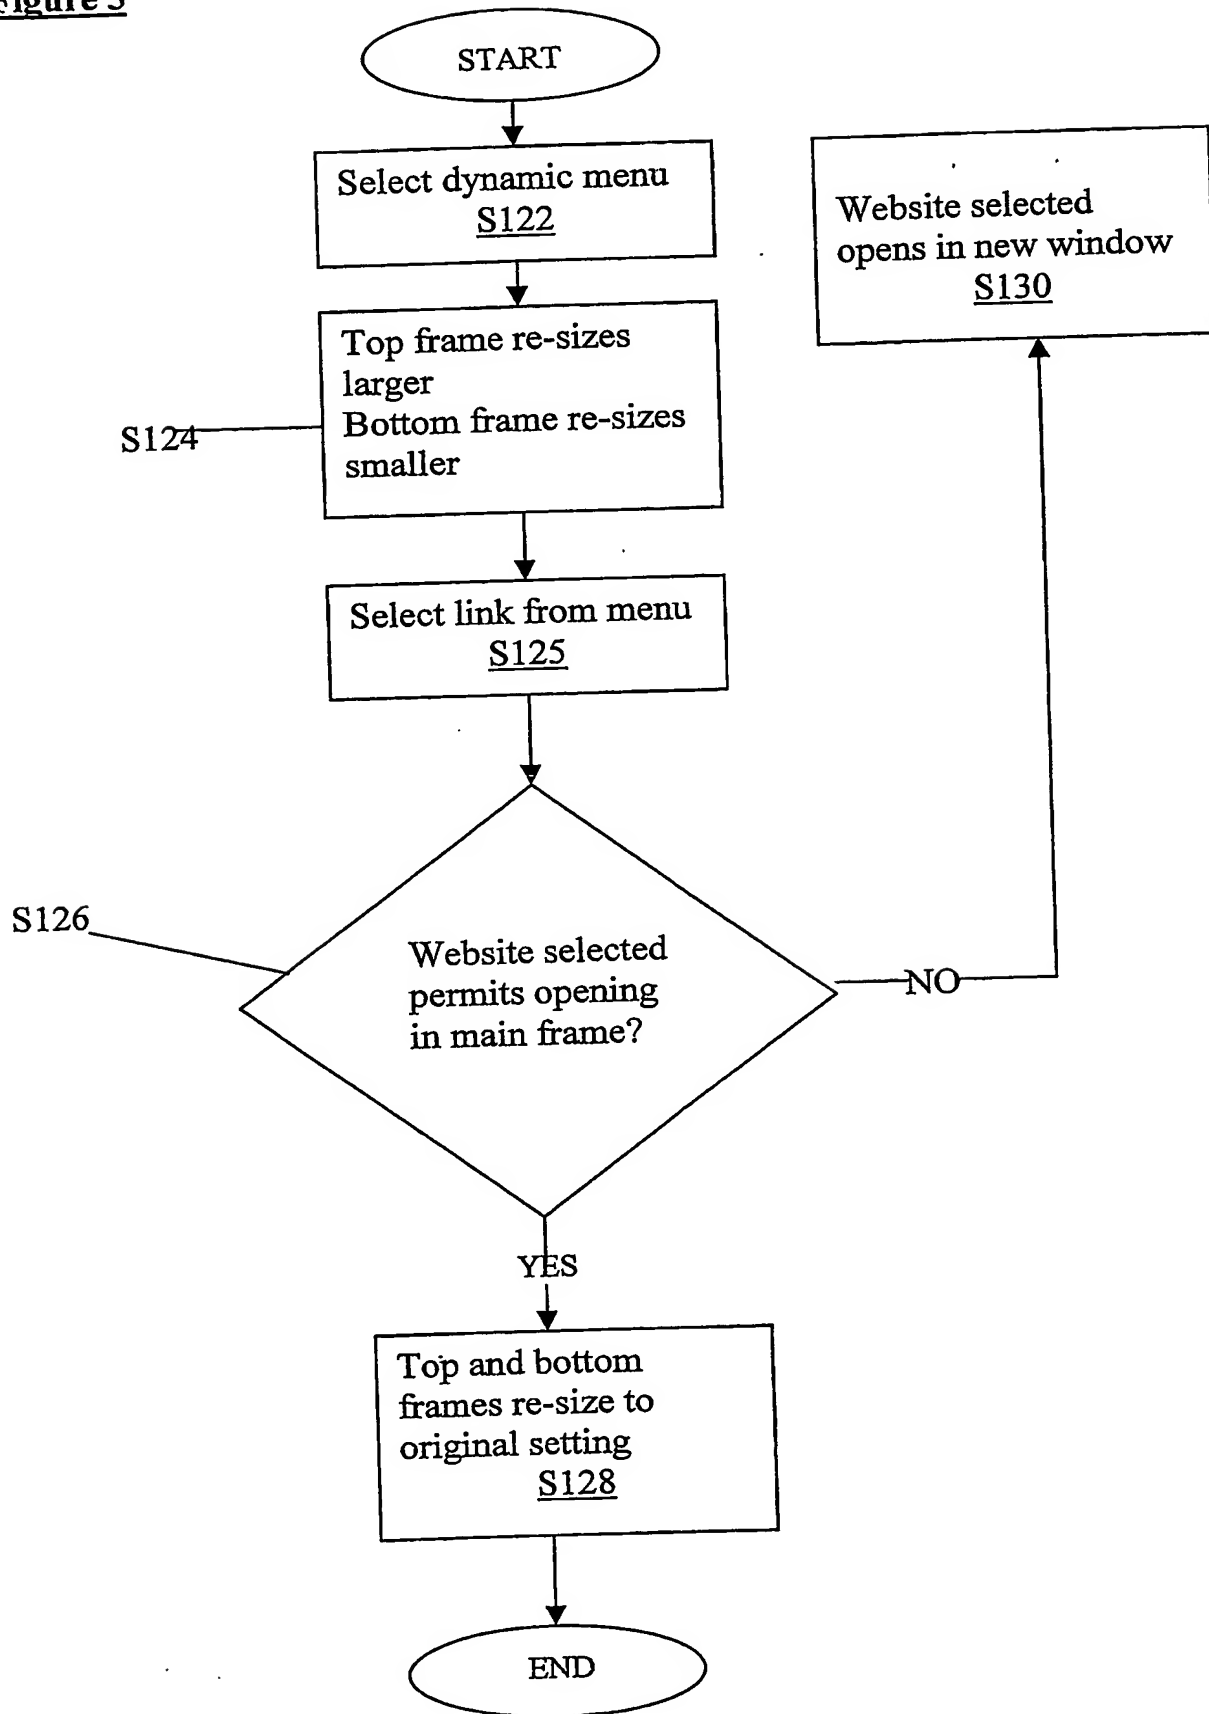 START
Select dynamic menu
S122
Website selected
opens in new window
S130
Top frame re-sizes
larger
Bottom frame re-sizes
smaller
S124
Select link from menu
S125
S126
Website selected
permits opening
in main frame?
NO
YES
Top and bottom
frames re-size to
original setting
S128
END